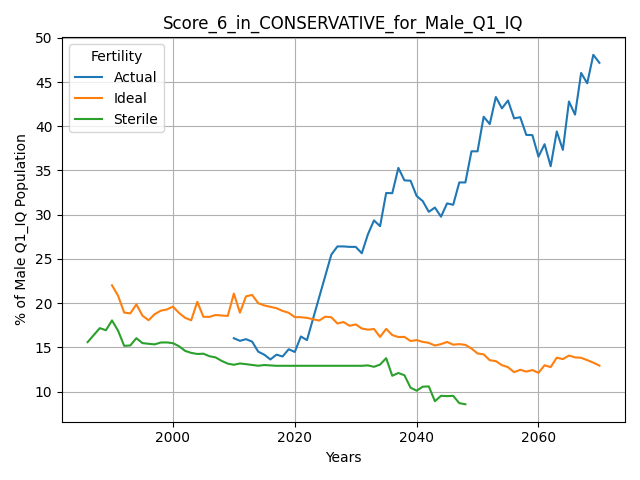 Score_6_in_CONSERVATIVE_for_Male_Q1_IQ
Fertility
Actual
Ideal
Sterile
% of Male Q1_IQ Population
50
45
40
35
30
25
20
15
10
2000
2020
2040
2060
Years